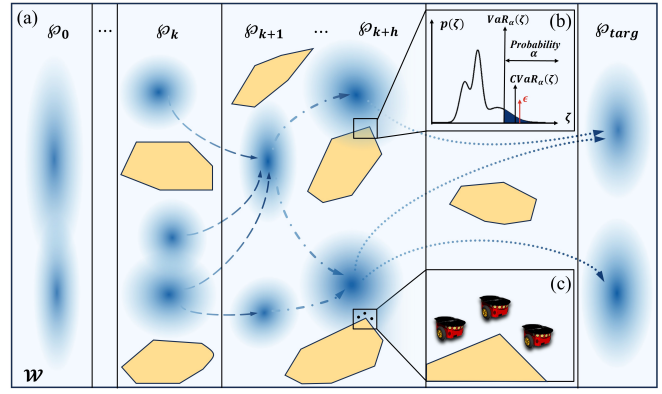 (a)
℘₀ ... ℘ₖ ℘ₖ₊₁ ... ℘ₖ₊ₕ ℘targ
(b)
p(ζ)
VaRα(ζ)
Probability
α
CVaRα(ζ)
ϵ
ζ
(c)
𝒲